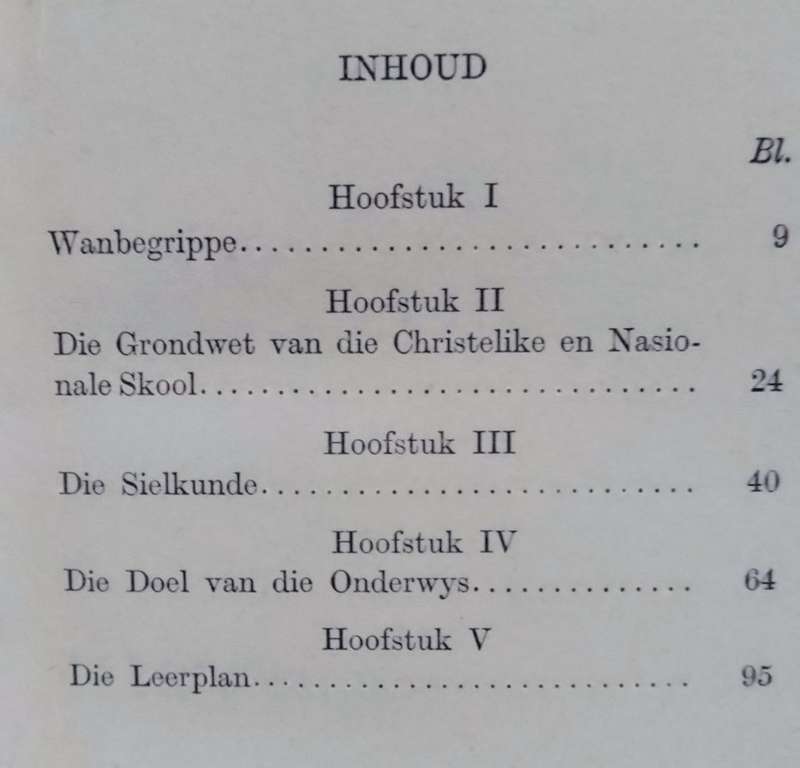 INHOUD
Bl.
Hoofstuk I
Wanbegrippe............................. 9
Hoofstuk II
Die Grondwet van die Christelike en Nasio-
nale Skool................................. 24
Hoofstuk III
Die Sielkunde............................ 40
Hoofstuk IV
Die Doel van die Onderwys............... 64
Hoofstuk V
Die Leerplan............................ 95